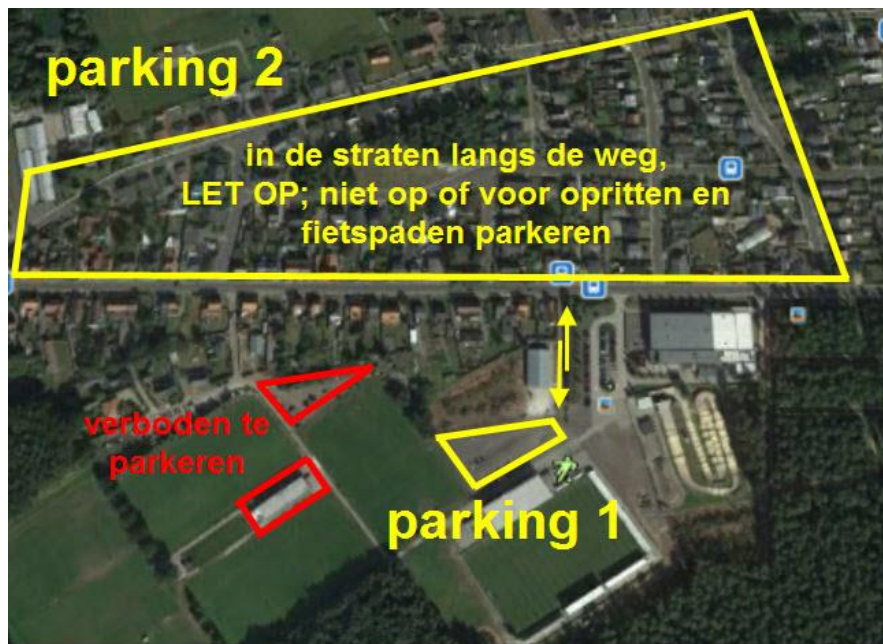 parking 2
in de straten langs de weg,
LET OP; niet op of voor opritten en
fietspaden parkeren
verboden te
parkeren
parking 1